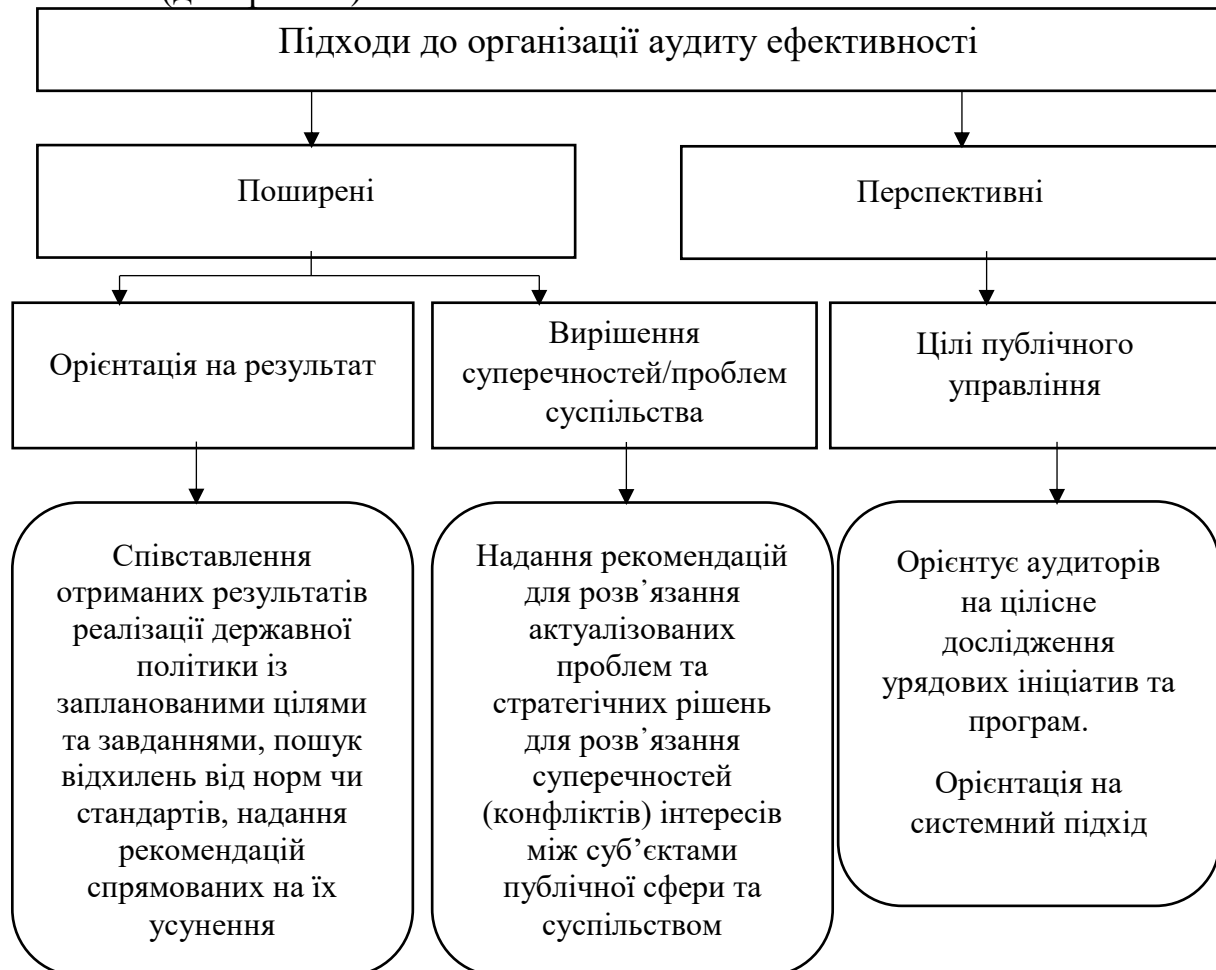 Підходи до організації аудиту ефективності
Поширені
Перспективні
Орієнтація на результат
Вирішення
суперечностей/проблем
суспільства
Цілі публічного
управління
Співставлення
отриманих результатів
реалізації державної
політики із
запланованими цілями
та завданнями, пошук
відхилень від норм чи
стандартів, надання
рекомендацій
спрямованих на їх
усунення
Надання рекомендацій
для розв’язання
актуалізованих
проблем та
стратегічних рішень
для розв’язання
суперечностей
(конфліктів) інтересів
між суб’єктами
публічної сфери та
суспільством
Орієнтує аудиторів
на цілісне
дослідження
урядових ініціатив та
програм.
Орієнтація на
системний підхід